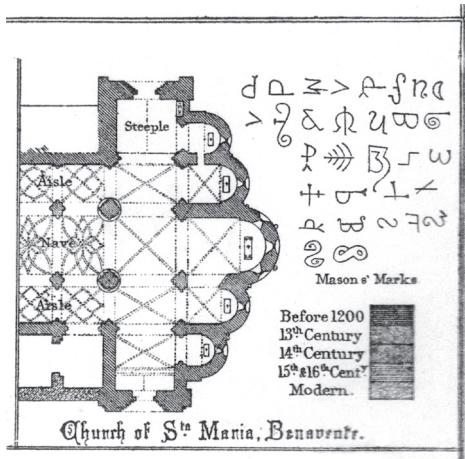 Steeple
Aisle
Nave
Aisle
Masons' Marks
Before 1200
13th Century
14th Century
15th & 16th Centy
Modern.
Church of Sta Maria, Benavente.